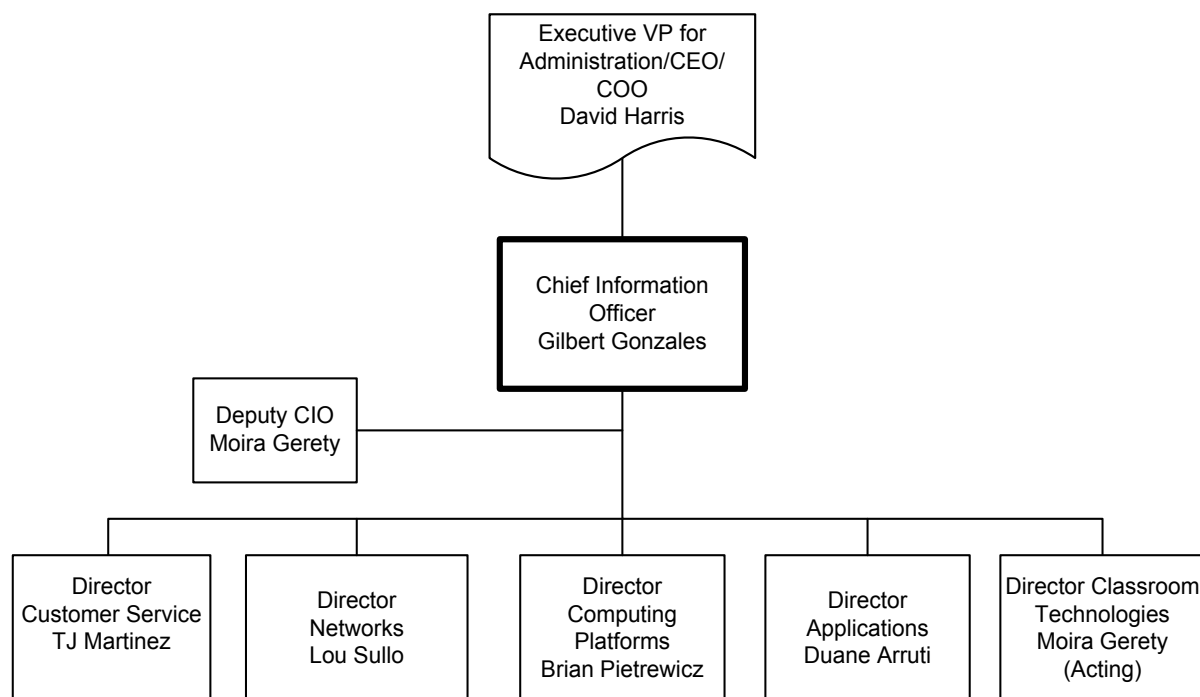 Executive VP for
Administration/CEO/
COO
David Harris
Chief Information
Officer
Gilbert Gonzales
Deputy CIO
Moira Gerety
Director
Customer Service
TJ Martinez
Director
Networks
Lou Sullo
Director
Computing
Platforms
Brian Pietrewicz
Director
Applications
Duane Arruti
Director Classroom
Technologies
Moira Gerety
(Acting)